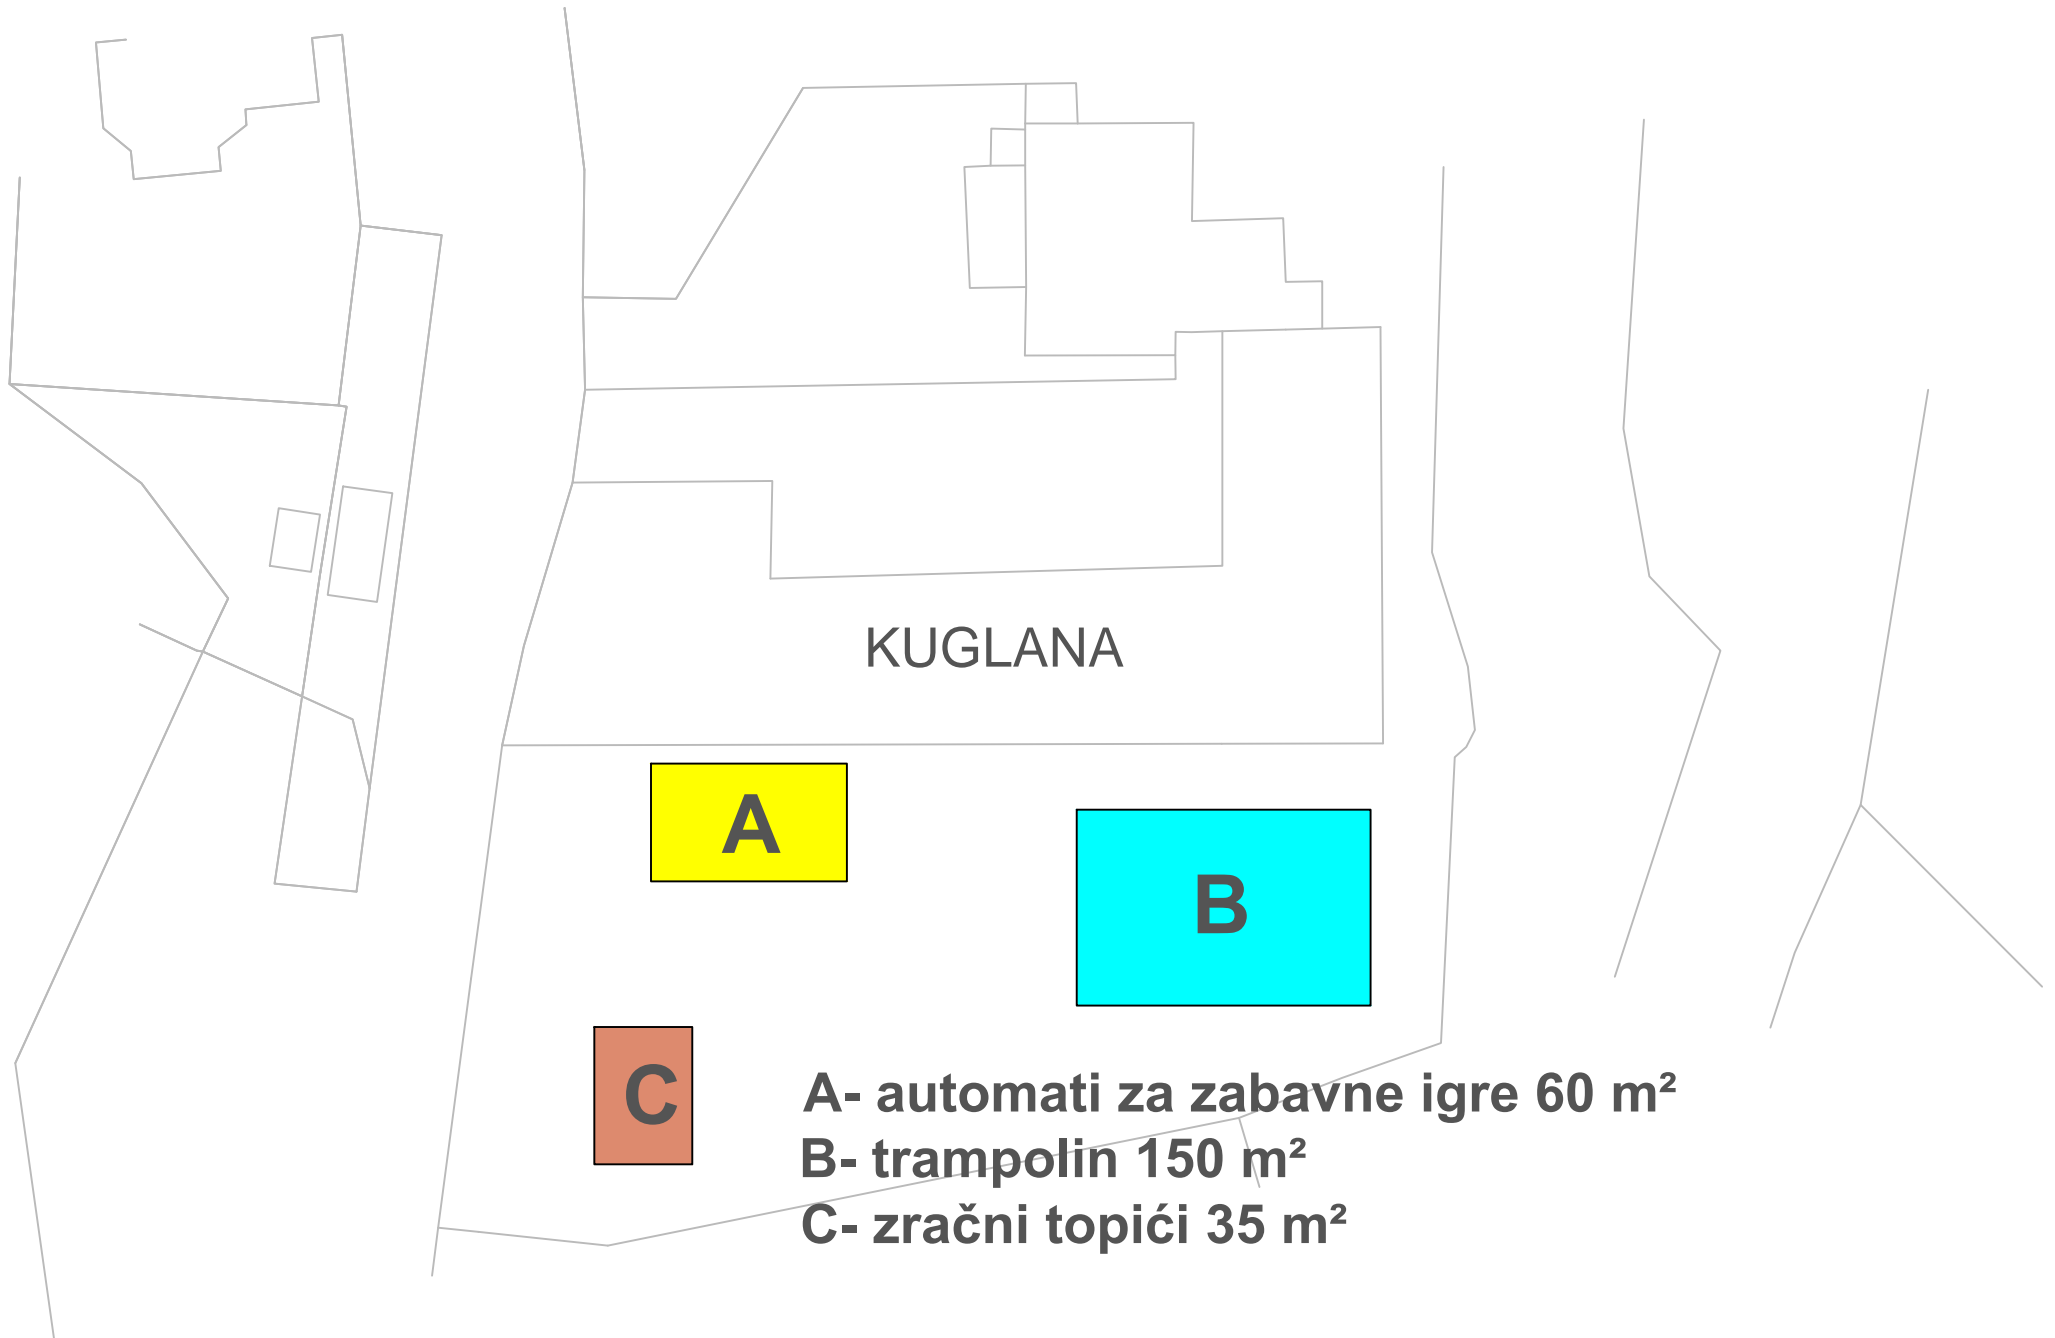 KUGLANA
A
B
C
A- automati za zabavne igre 60 m²
B- trampolin 150 m²
C- zračni topići 35 m²